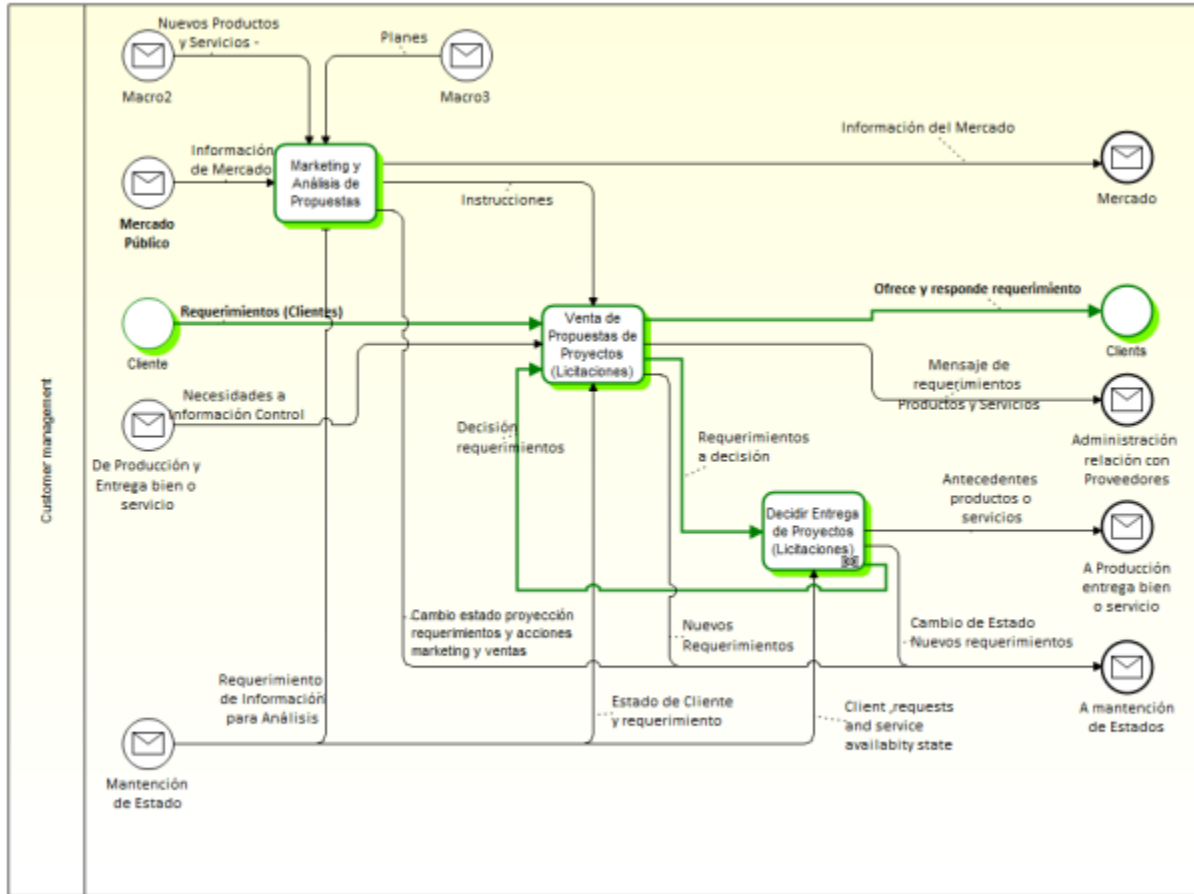 Nuevos Productos
y Servicios -
Planes
Macro2
Macro3
Información
de Mercado
Marketing y
Análisis de
Propuestas
Información del Mercado
Instrucciones
Mercado
Mercado
Público
Requerimientos (Clientes)
Ofrece y responde requerimiento
Cliente
Venta de
Propuestas de
Proyectos
(Licitaciones)
Clients
Necesidades a
Información Control
Mensaje de
requerimientos
Productos y Servicios
Decisión
requerimientos
Requerimientos
a decisión
Administración
relación con
Proveedores
De Producción y
Entrega bien o
servicio
Customer management
Antecedentes
productos o
servicios
Decidir Entrega
de Proyectos
(Licitaciones)
A Producción
entrega bien
o servicio
Cambio estado proyección
requerimientos y acciones
marketing y ventas
Nuevos
Requerimientos
Cambio de Estado
Nuevos requerimientos
Requerimiento
de Información
para Análisis
Estado de Cliente
y requerimiento
Client ,requests
and service
availabity state
A mantención
de Estados
Mantención
de Estado